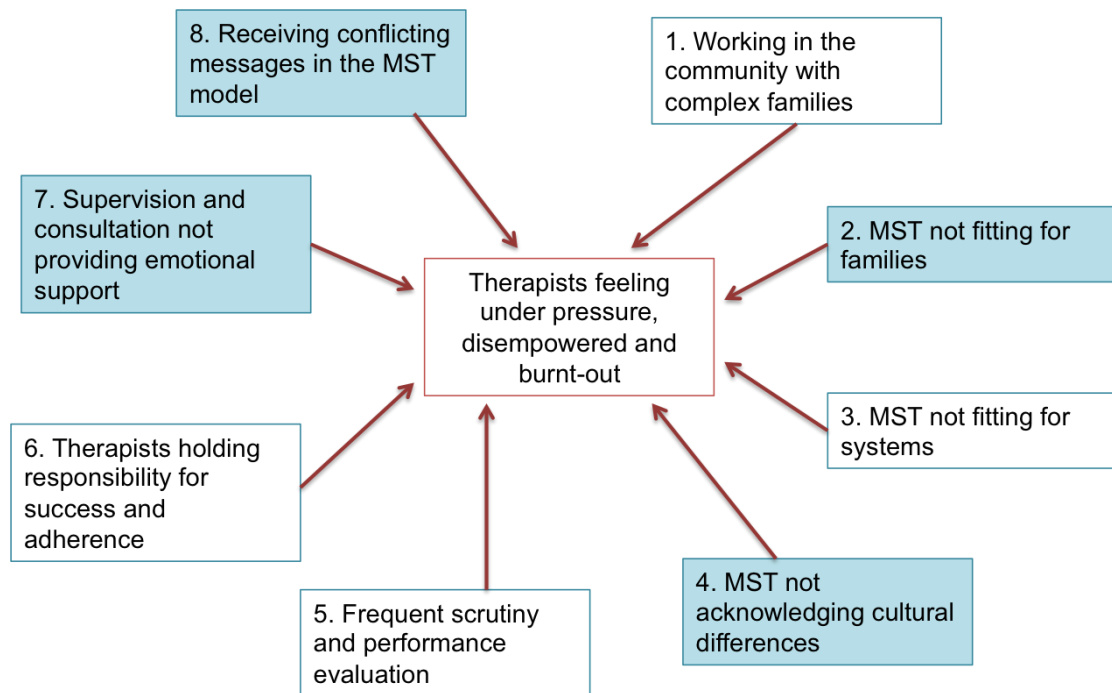 8. Receiving conflicting
messages in the MST
model
1. Working in the
community with
complex families
7. Supervision and
consultation not
providing emotional
support
2. MST not fitting for
families
Therapists feeling
under pressure,
disempowered and
burnt-out
3. MST not fitting for
systems
6. Therapists holding
responsibility for
success and
adherence
4. MST not
acknowledging cultural
differences
5. Frequent scrutiny
and performance
evaluation